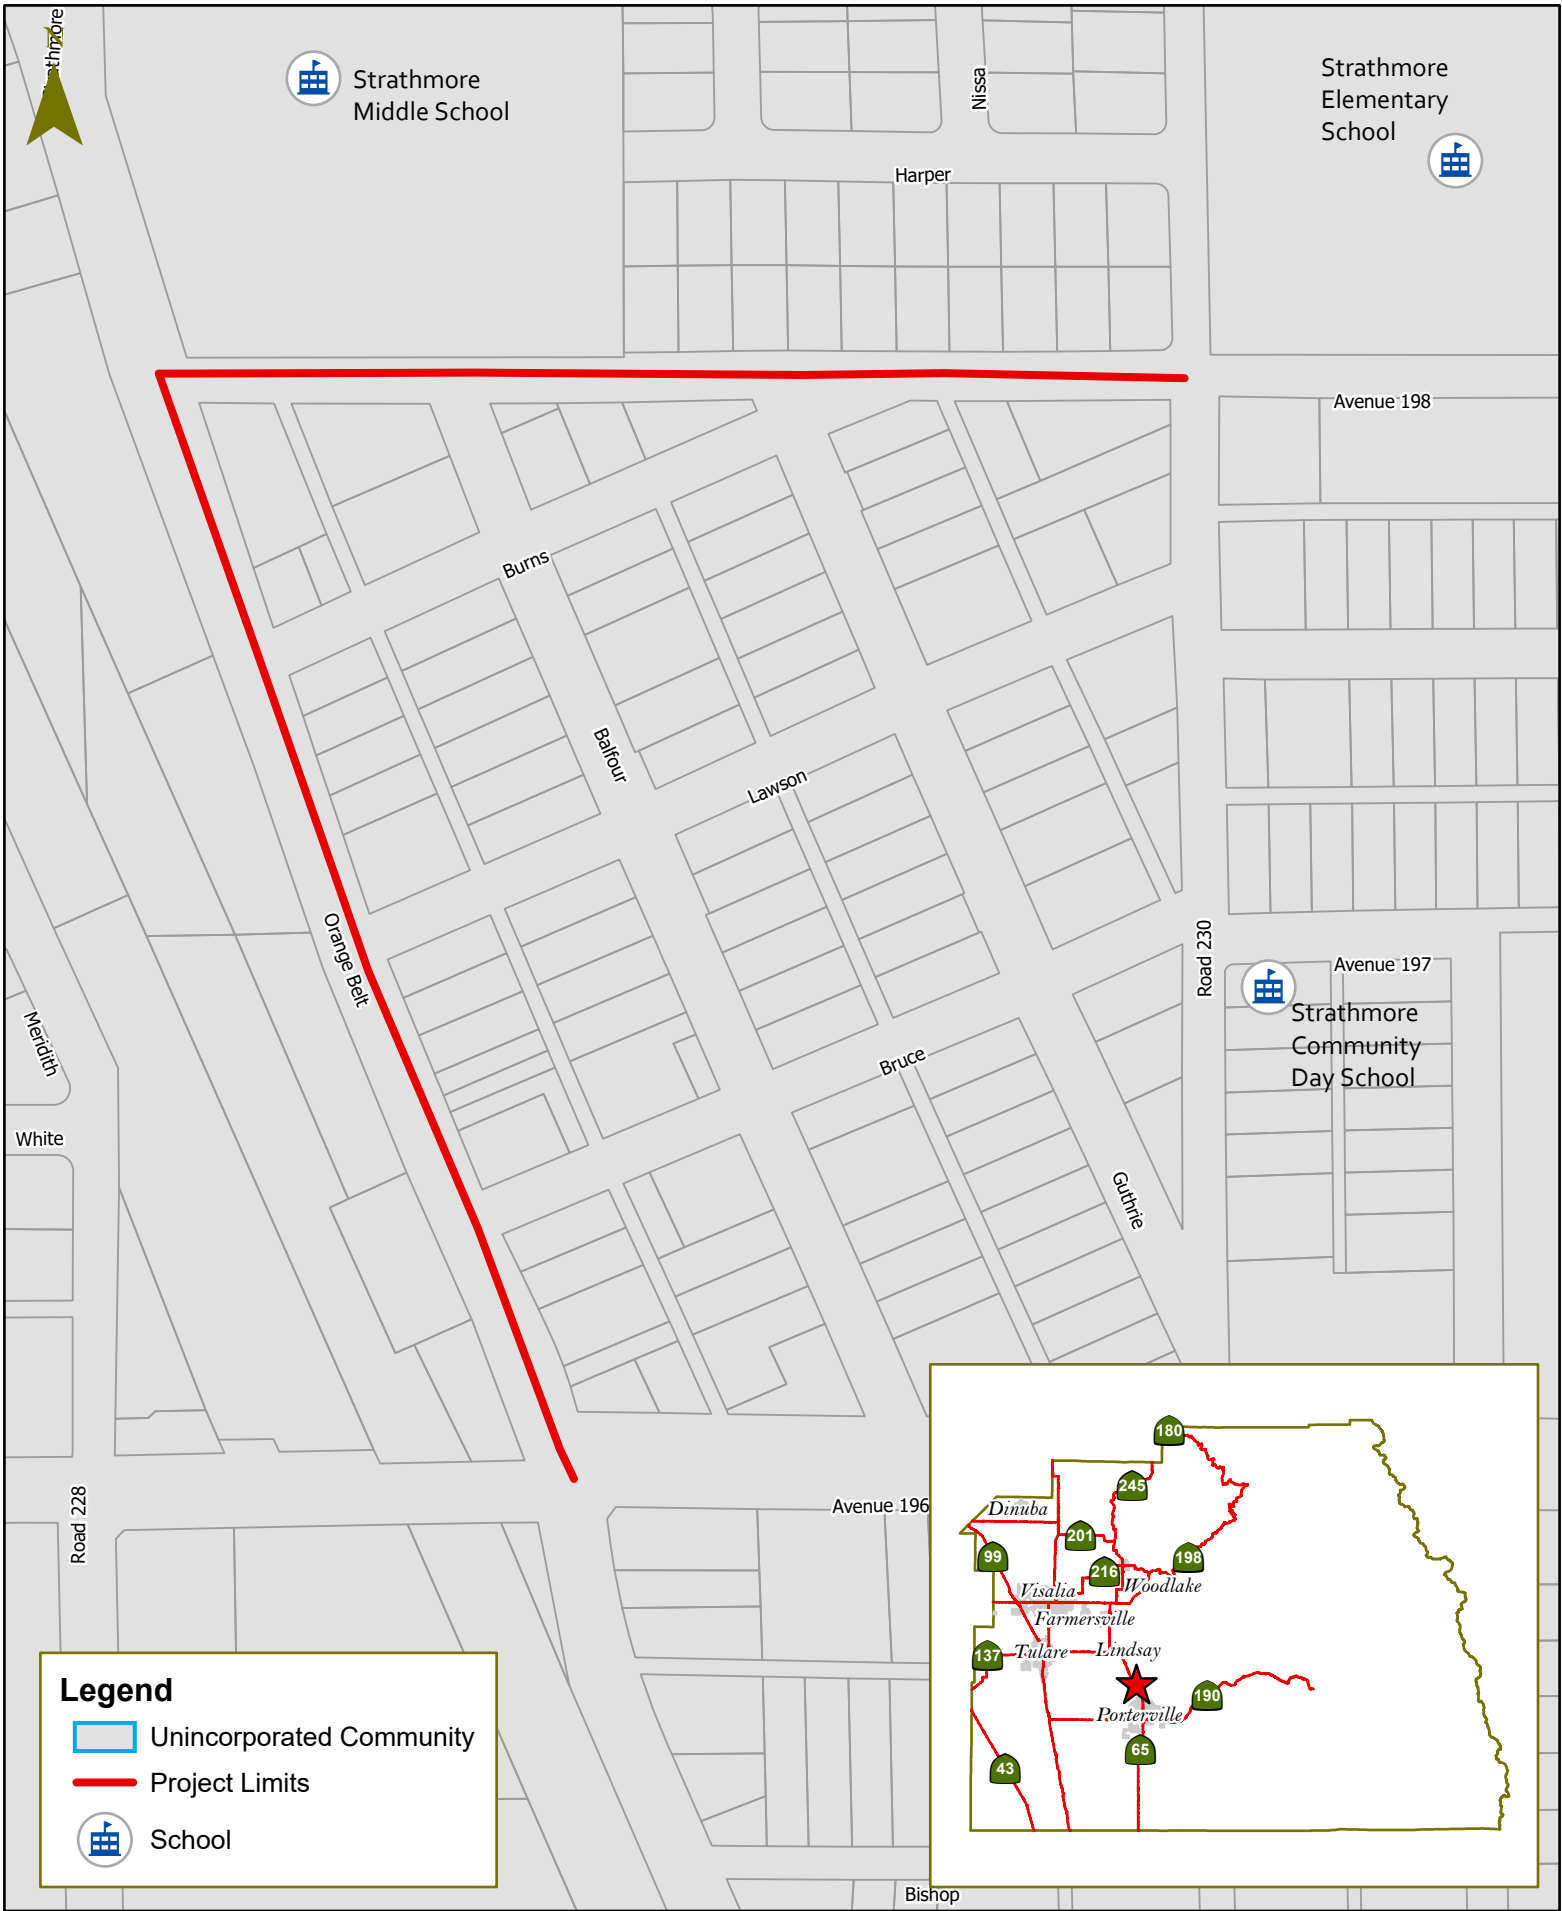 Strathmore
Strathmore
Middle School
Nissa
Strathmore
Elementary
School
Harper
Avenue 198
Burns
Balfour
Lawson
Orange Belt
Road 230
Avenue 197
Strathmore
Community
Day School
Meridith
Bruce
White
Guthrie
Road 228
Avenue 196
Bishop
Legend
Unincorporated Community
Project Limits
School
180
245
Dinuba
201
99
198
216
Visalia
Woodlake
Farmersville
137
Tulare
Lindsay
190
Porterville
65
43